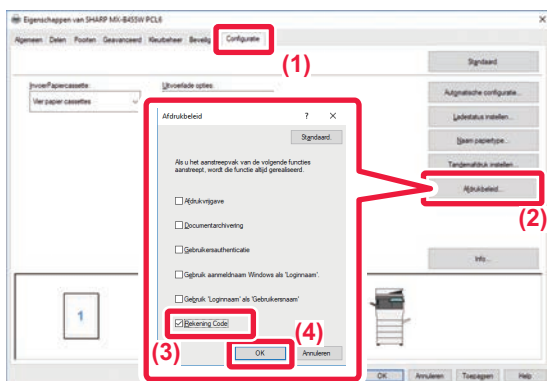 Eigenschappen van SHARP MX-B455W PCL6
Algemeen Delen Poorten Geavanceerd Kleurbeheer Beveilig Configuratie
(1)
Standaard
InvoerPapiercassette:
Uitvoerlade opties:
Vier papier cassettes
Automatische configuratie...
Ladestatus instellen...
Naam papiertype...
Tandemafdruk instellen...
Afdrukbeleid...
(2)
Info...
Afdrukbeleid ? ×
Standaard
Als u het aanstreepvak van de volgende functies
aanstreept, wordt die functie altijd gerealiseerd.
Afdrukvrijgave
Documentarchivering
Gebruikersauthenticatie
Gebruik aanmeldnaam Windows als 'Loginnaam'.
Gebruik 'Loginnaam' als 'Gebruikersnaam'
Rekening Code
(3)
(4)
OK Annuleren
1
OK Annuleren Toepassen Help